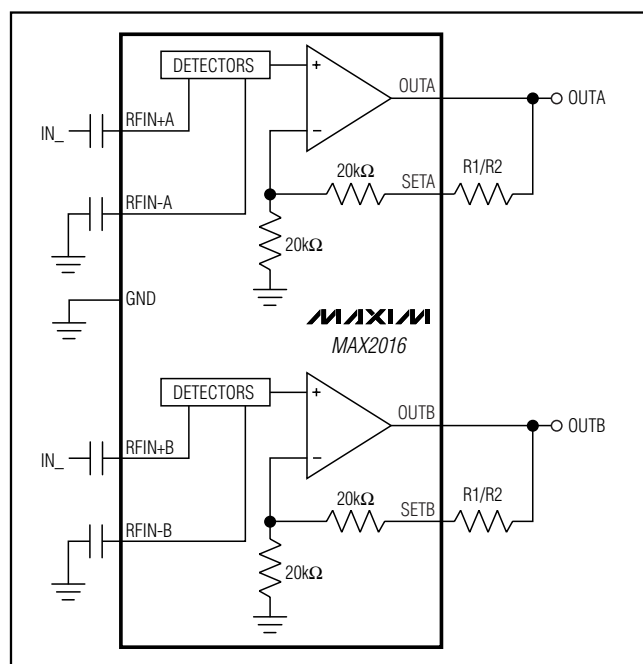 DETECTORS
+
OUTA
OUTA
IN_
RFIN+A
−
20kΩ
SETA
R1/R2
RFIN-A
20kΩ
GND
MAXIM
MAX2016
DETECTORS
+
OUTB
OUTB
IN_
RFIN+B
−
20kΩ
SETB
R1/R2
RFIN-B
20kΩ